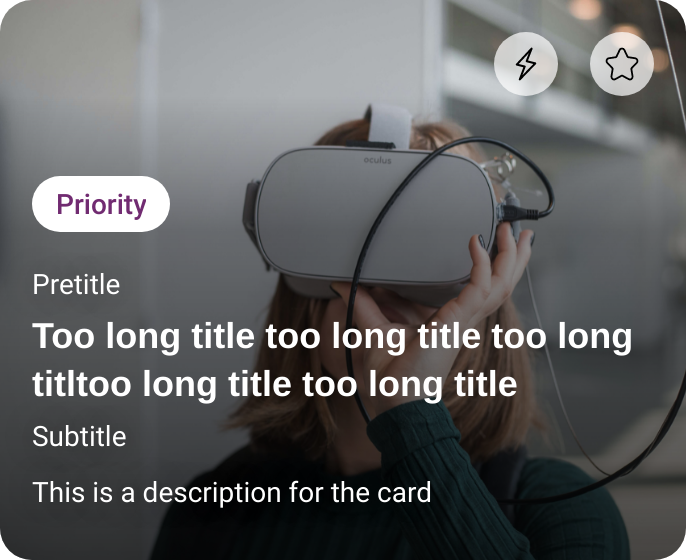 oculus
Priority
Pretitle
Too long title too long title too long
titltoo long title too long title
Subtitle
This is a description for the card